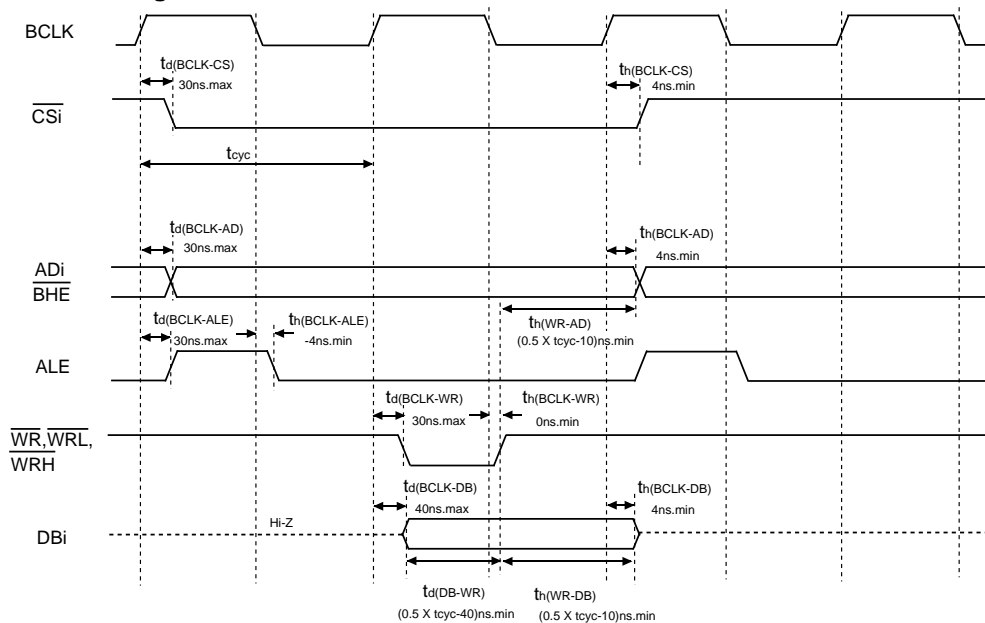 BCLK
td(BCLK-CS)
30ns.max
th(BCLK-CS)
4ns.min
CSi
tcyc
td(BCLK-AD)
30ns.max
th(BCLK-AD)
4ns.min
ADi
BHE
td(BCLK-ALE)
30ns.max
th(BCLK-ALE)
-4ns.min
th(WR-AD)
(0.5 X tcyc-10)ns.min
ALE
td(BCLK-WR)
30ns.max
th(BCLK-WR)
0ns.min
WR,WRL,
WRH
td(BCLK-DB)
40ns.max
th(BCLK-DB)
4ns.min
Hi-Z
DBi
td(DB-WR)
(0.5 X tcyc-40)ns.min
th(WR-DB)
(0.5 X tcyc-10)ns.min